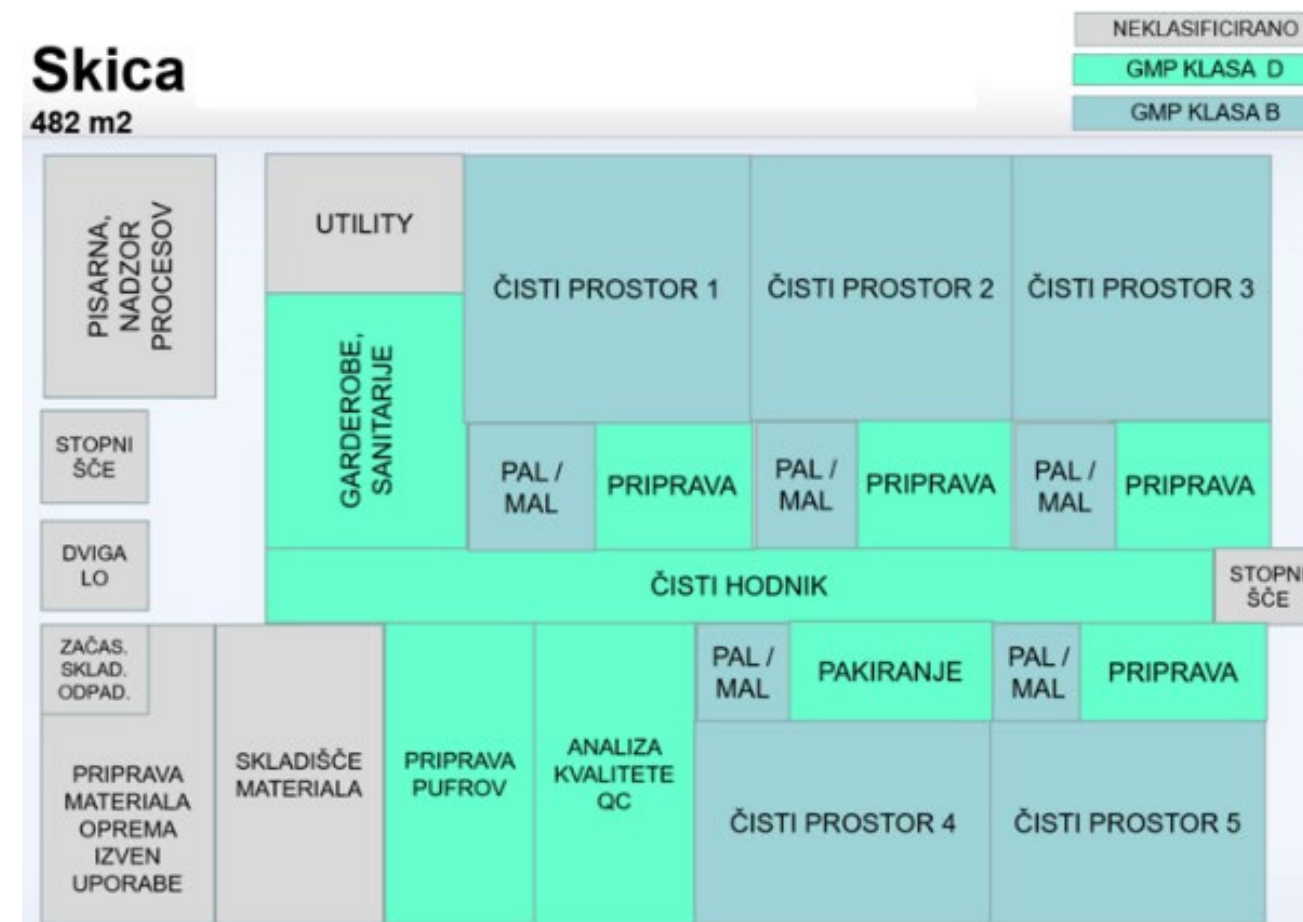 Skica
482 m2
NEKLASIFICIRANO
GMP KLASA D
GMP KLASA B
PISARNA,
NADZOR
PROCESOV
UTILITY
ČISTI PROSTOR 1
ČISTI PROSTOR 2
ČISTI PROSTOR 3
GARDEROBE,
SANITARIJE
STOPNI
ŠČE
PAL /
MAL
PRIPRAVA
PAL /
MAL
PRIPRAVA
PAL /
MAL
PRIPRAVA
DVIGA
LO
ČISTI HODNIK
STOPNI
ŠČE
ZAČAS.
SKLAD.
ODPAD.
PRIPRAVA
MATERIALA
OPREMA
IZVEN
UPORABE
SKLADIŠČE
MATERIALA
PRIPRAVA
PUFROV
ANALIZA
KVALITETE
QC
PAL /
MAL
PAKIRANJE
PAL /
MAL
PRIPRAVA
ČISTI PROSTOR 4
ČISTI PROSTOR 5